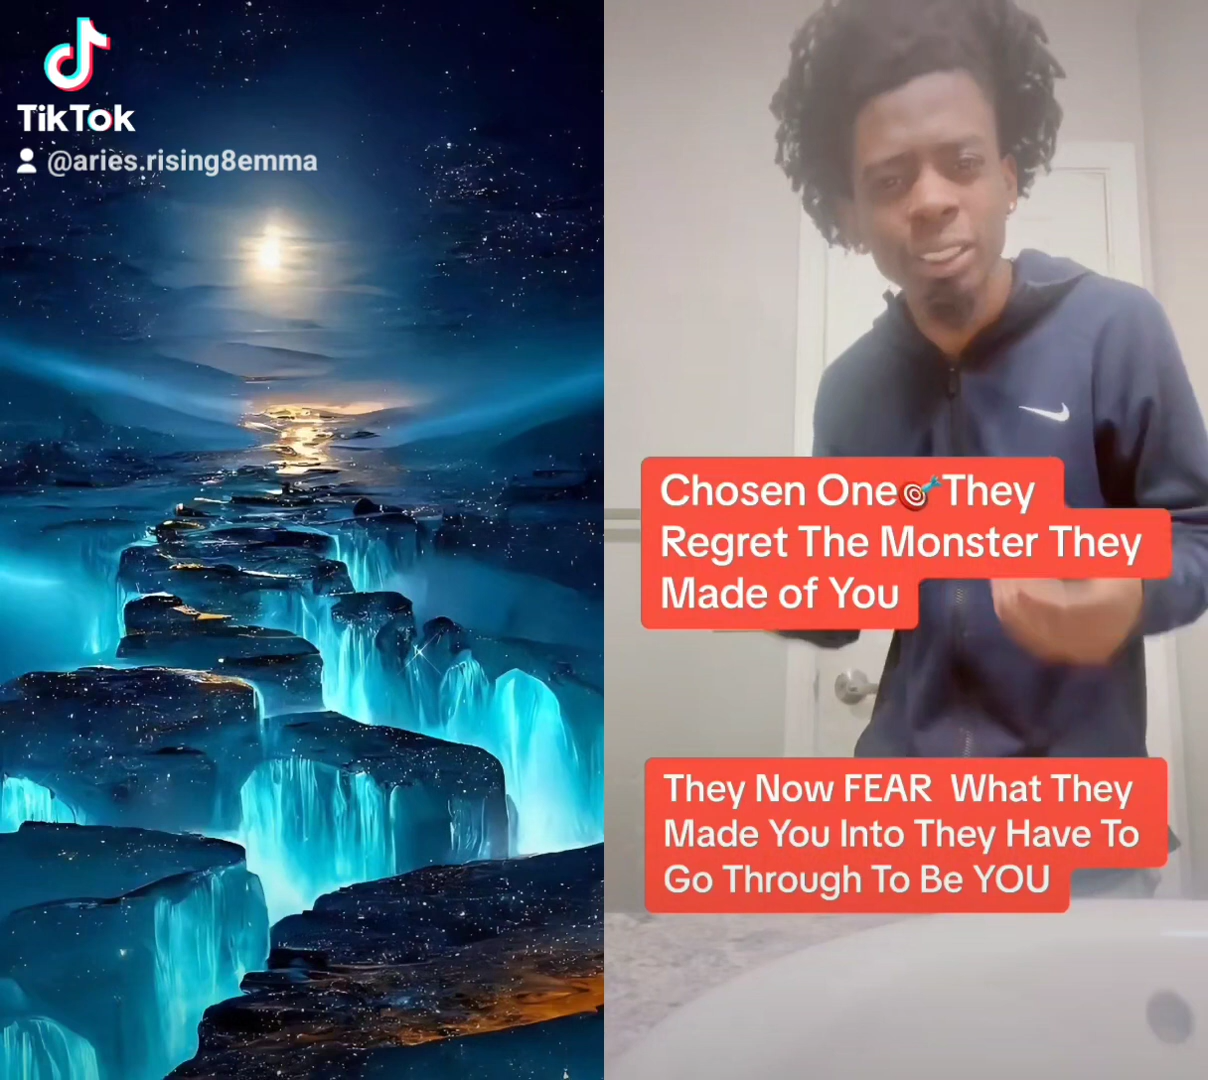 TikTok
@aries.rising8emma
Chosen One🎯They
Regret The Monster They
Made of You
They Now FEAR What They
Made You Into They Have To
Go Through To Be YOU